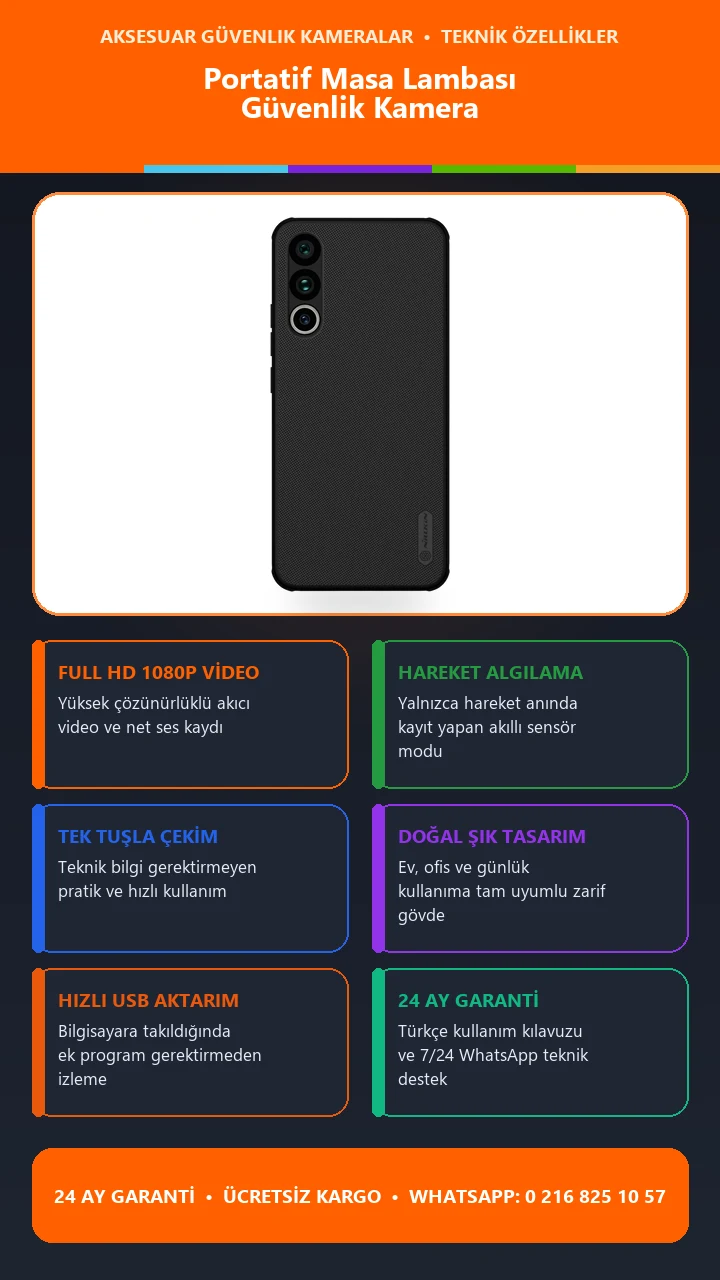 AKSESUAR GÜVENLIK KAMERALAR • TEKNİK ÖZELLİKLER
Portatif Masa Lambası
Güvenlik Kamera
FULL HD 1080P VİDEO
Yüksek çözünürlüklü akıcı
video ve net ses kaydı
HAREKET ALGILAMA
Yalnızca hareket anında
kayıt yapan akıllı sensör
modu
TEK TUŞLA ÇEKİM
Teknik bilgi gerektirmeyen
pratik ve hızlı kullanım
DOĞAL ŞIK TASARIM
Ev, ofis ve günlük
kullanıma tam uyumlu zarif
gövde
HIZLI USB AKTARIM
Bilgisayara takıldığında
ek program gerektirmeden
izleme
24 AY GARANTİ
Türkçe kullanım kılavuzu
ve 7/24 WhatsApp teknik
destek
24 AY GARANTİ • ÜCRETSİZ KARGO • WHATSAPP: 0 216 825 10 57